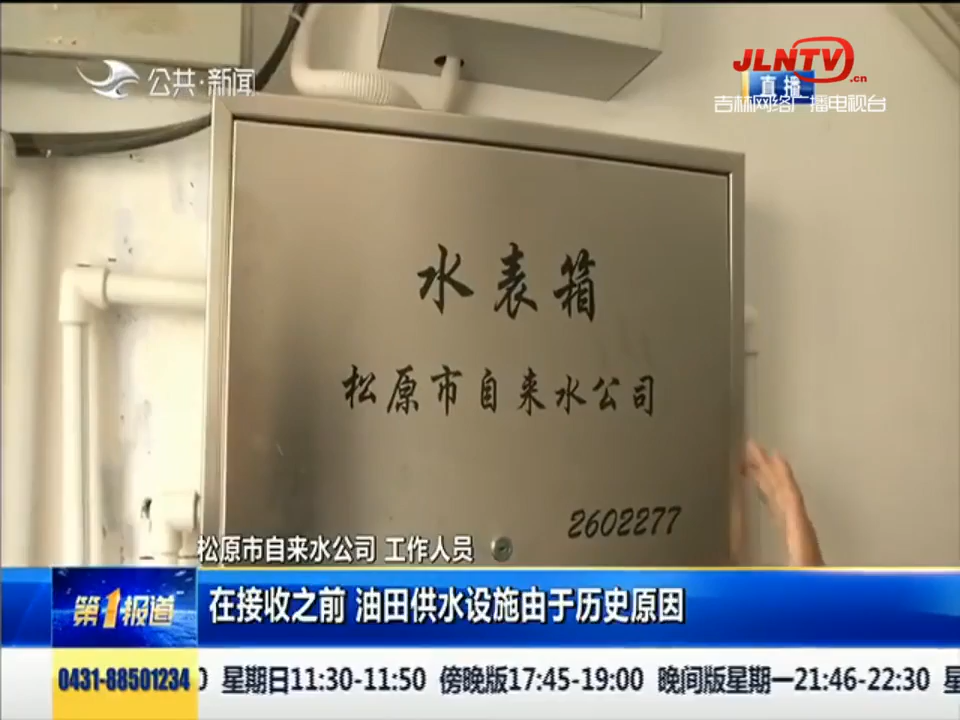 JLNTV.cn
公共·新闻
直播
吉林网络广播电视台
水表箱
松原市自来水公司
2602277
松原市自来水公司 工作人员
第1报道
在接收之前 油田供水设施由于历史原因
0431-88501234
0 星期日11:30-11:50 傍晚版17:45-19:00 晚间版星期一21:46-22:30 星